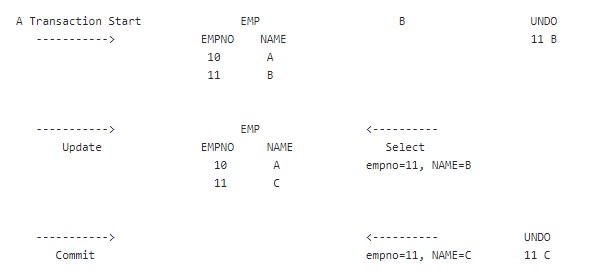 A Transaction Start EMP B UNDO
-----------> EMPNO NAME 11 B
10 A
11 B
-----------> EMP <----------
Update EMPNO NAME Select
10 A empno=11, NAME=B
11 C
-----------> <---------- UNDO
Commit empno=11, NAME=C 11 C